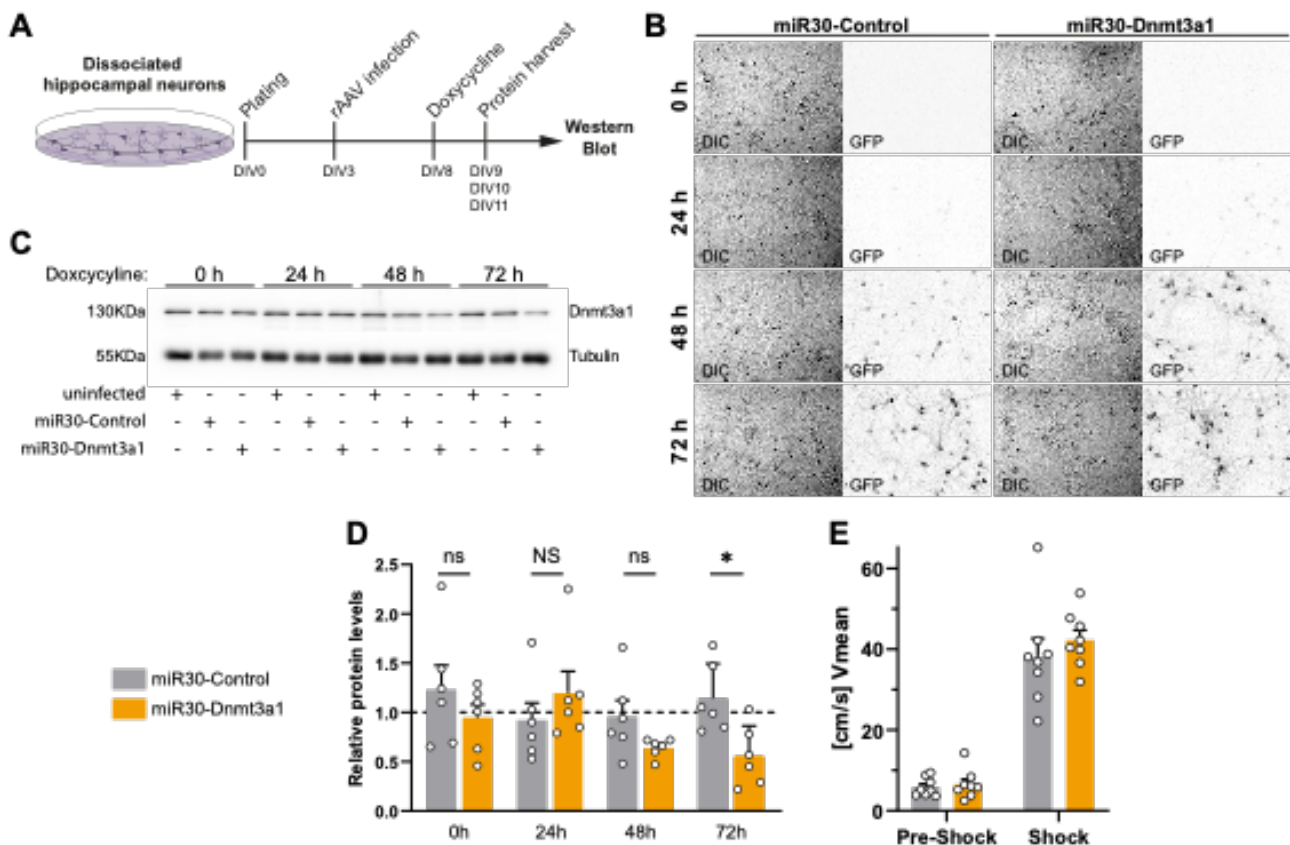 A
Dissociated
hippocampal neurons
Plating
rAAV infection
Doxycycline
Protein harvest
DIV0
DIV3
DIV8
DIV9
DIV10
DIV11
Western
Blot
B
miR30-Control
miR30-Dnmt3a1
0 h
DIC
GFP
DIC
GFP
24 h
DIC
GFP
DIC
GFP
48 h
DIC
GFP
DIC
GFP
72 h
DIC
GFP
DIC
GFP
C
Doxcycycline: 0 h 24 h 48 h 72 h
130KDa Dnmt3a1
55KDa Tubulin
uninfected + - - + - - + - - + - -
miR30-Control - + - - + - - + - - + -
miR30-Dnmt3a1 - - + - - + - - + - - +
miR30-Control
miR30-Dnmt3a1
D
ns NS ns *
Relative protein levels
2.5
2.0
1.5
1.0
0.5
0.0
0h 24h 48h 72h
E
[cm/s] Vmean
60
40
20
0
Pre-Shock Shock